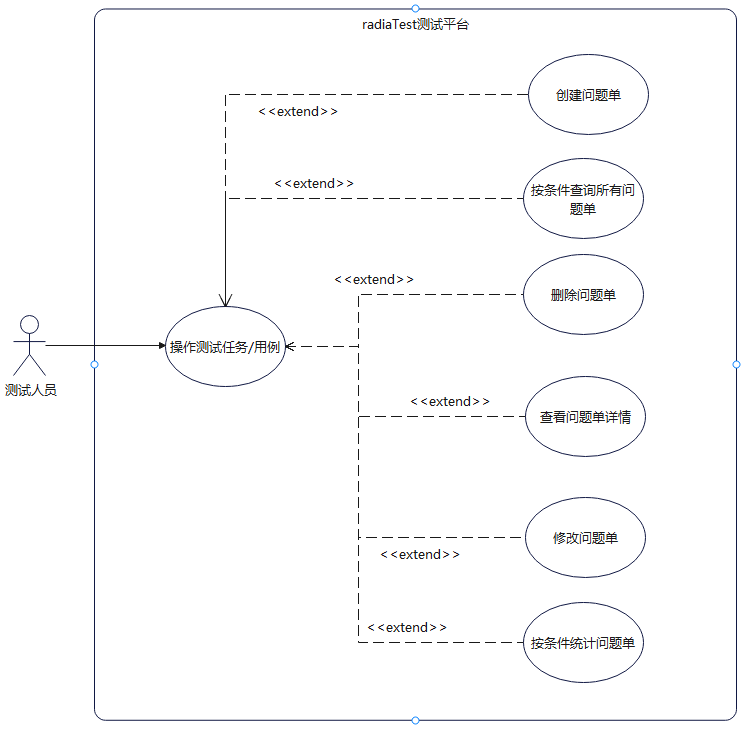 radiaTest测试平台
创建问题单
<<extend>>
<<extend>>
按条件查询所有问
题单
<<extend>>
删除问题单
操作测试任务/用例
测试人员
<<extend>>
查看问题单详情
修改问题单
<<extend>>
<<extend>>
按条件统计问题单